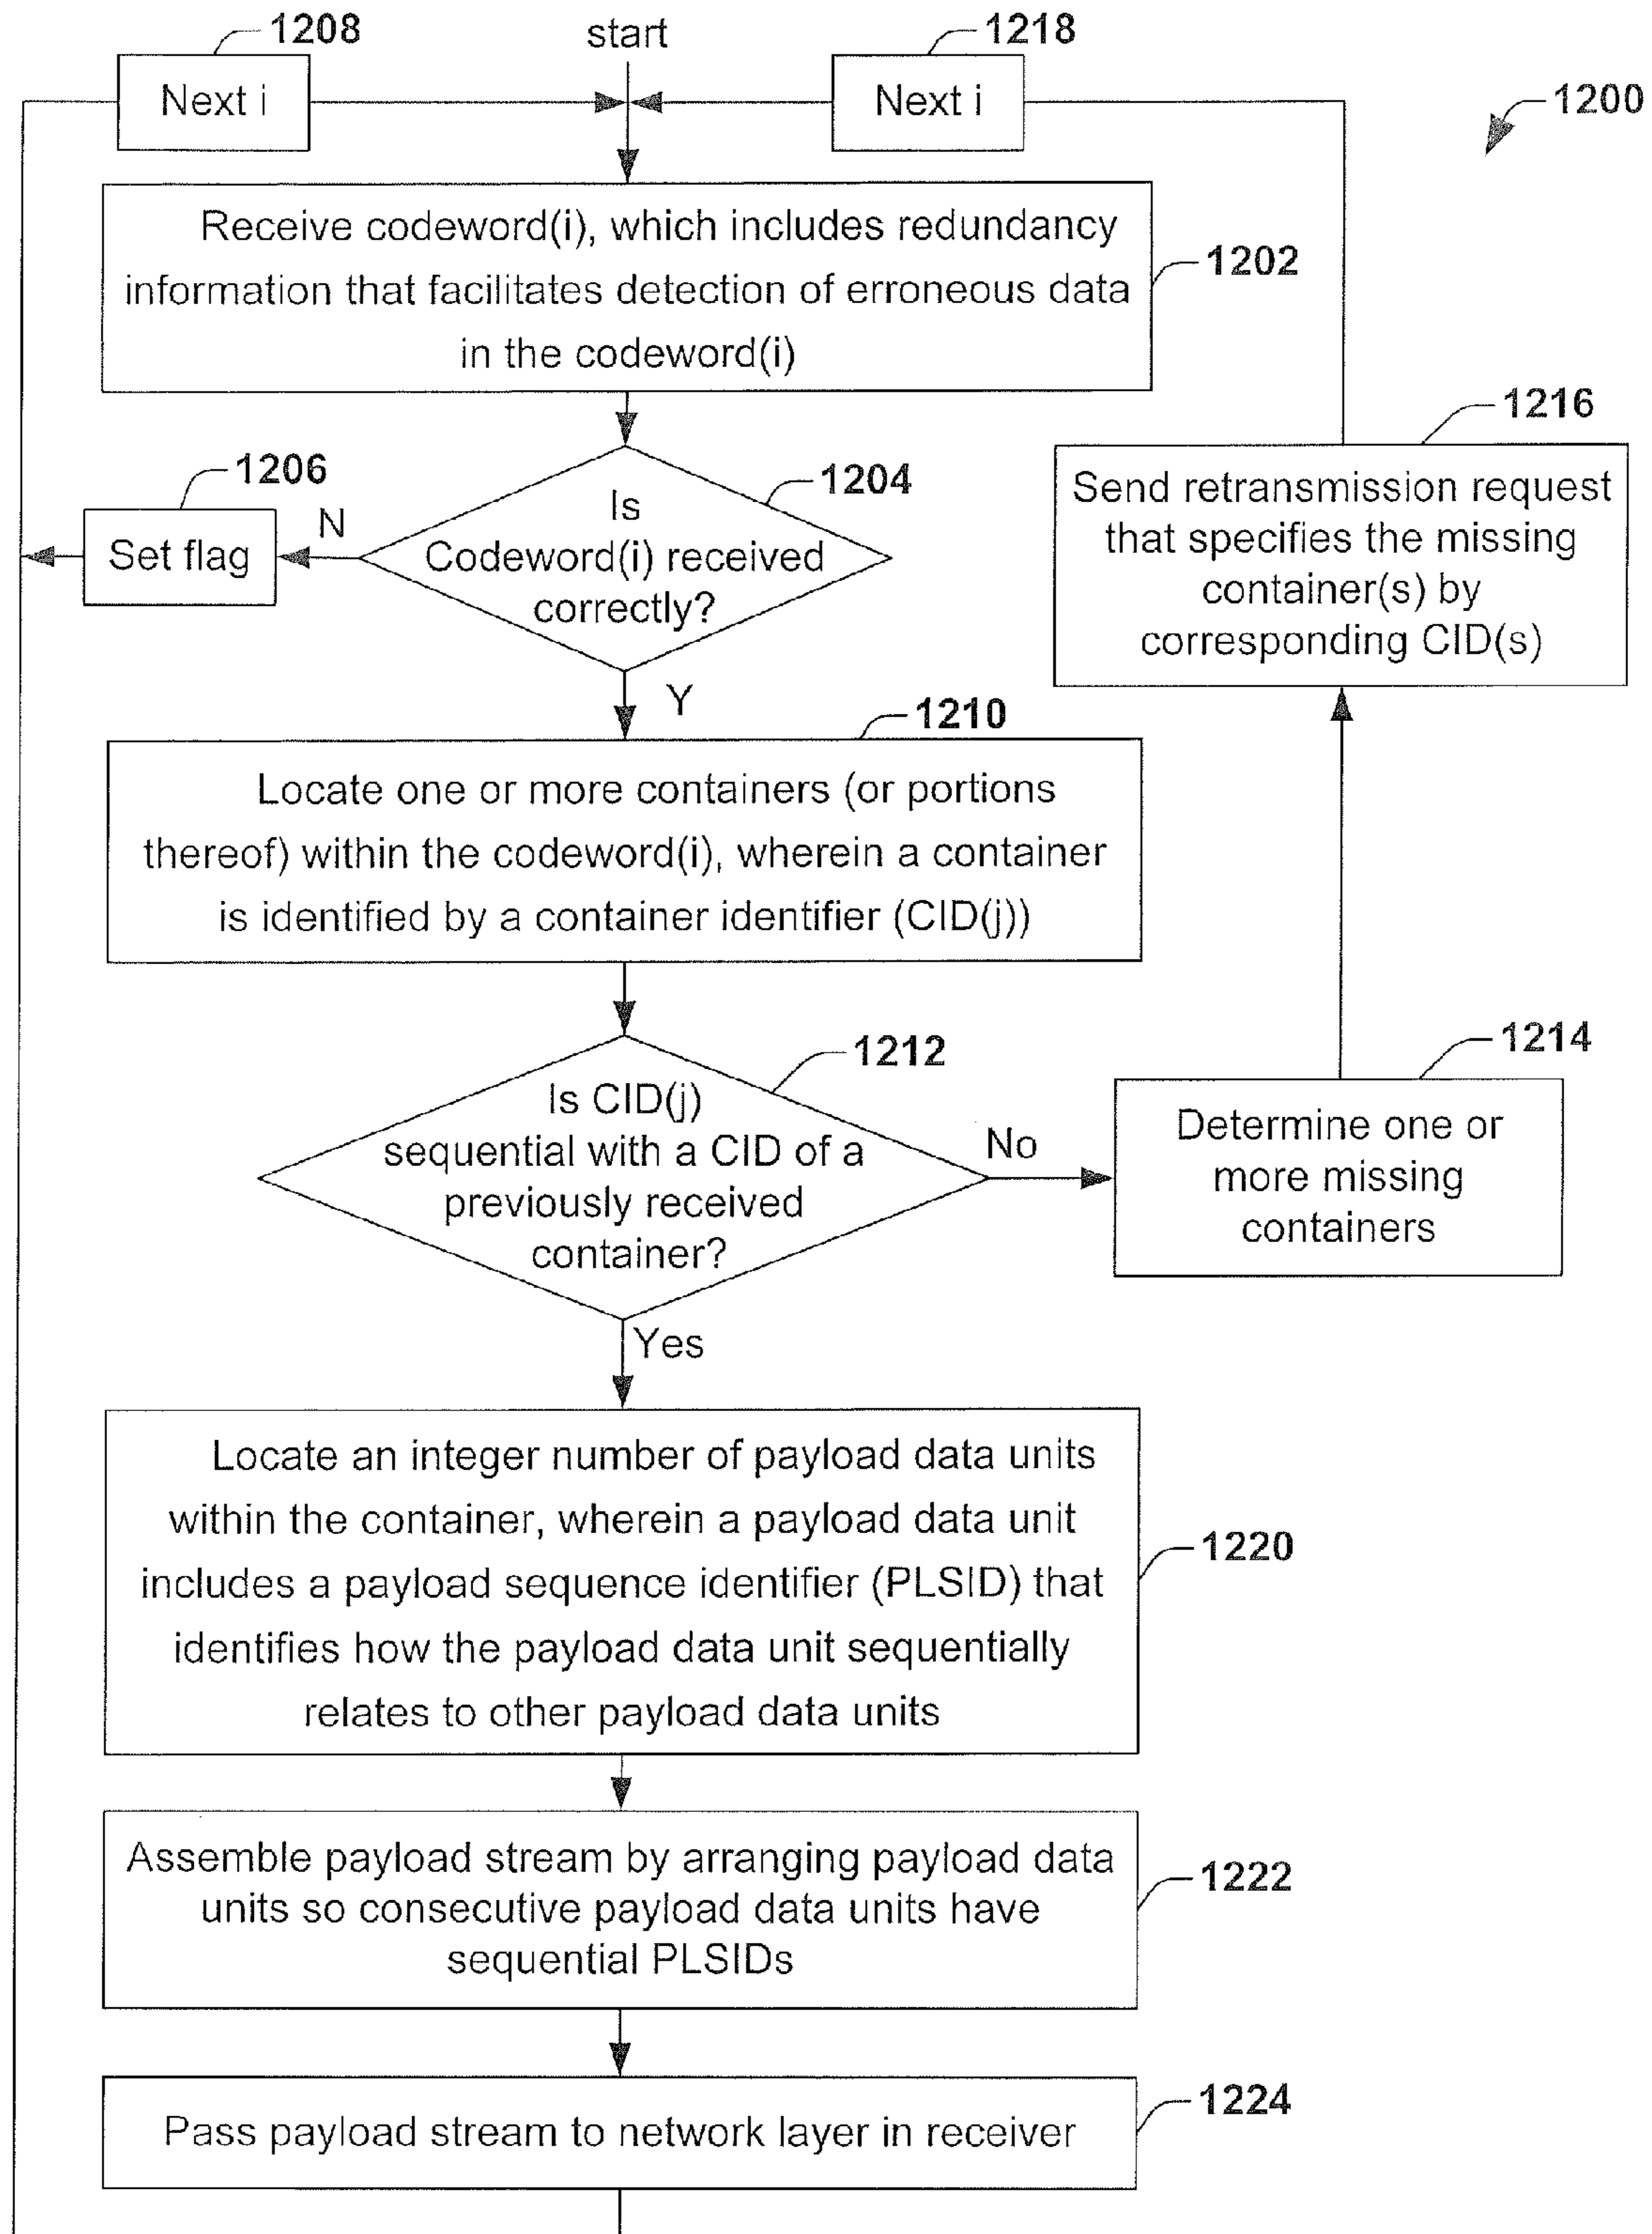 1208
start
1218
Next i
Next i
1200
Receive codeword(i), which includes redundancy
information that facilitates detection of erroneous data
in the codeword(i)
1202
1216
Send retransmission request
that specifies the missing
container(s) by
corresponding CID(s)
1206
Set flag
N
1204
Is
Codeword(i) received
correctly?
Y
1210
Locate one or more containers (or portions
thereof) within the codeword(i), wherein a container
is identified by a container identifier (CID(j))
1212
Is CID(j)
sequential with a CID of a
previously received
container?
No
1214
Determine one or
more missing
containers
Yes
Locate an integer number of payload data units
within the container, wherein a payload data unit
includes a payload sequence identifier (PLSID) that
identifies how the payload data unit sequentially
relates to other payload data units
1220
Assemble payload stream by arranging payload data
units so consecutive payload data units have
sequential PLSIDs
1222
Pass payload stream to network layer in receiver
1224